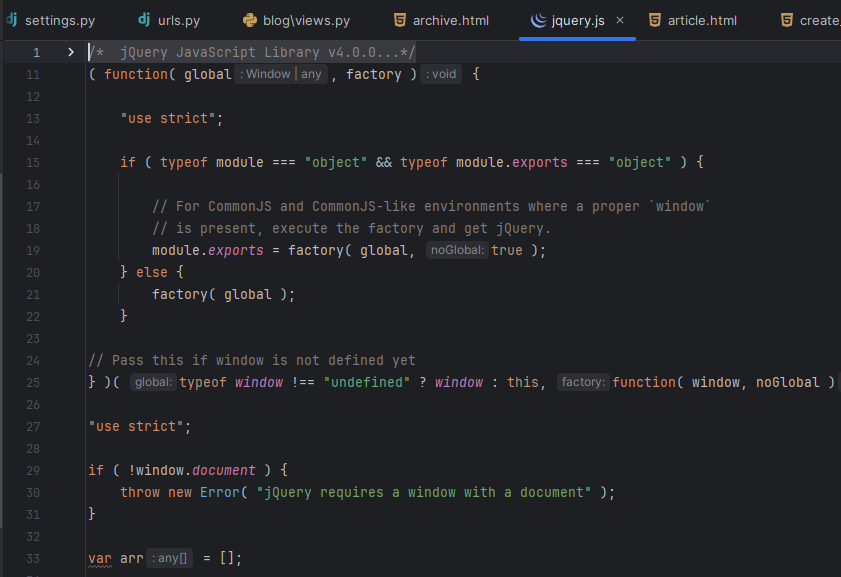 settings.py urls.py blog\views.py archive.html jquery.js × article.html create_
1 /* jQuery JavaScript Library v4.0.0...*/
11 ( function( global : Window | any , factory ) : void {
12
13 "use strict";
14
15 if ( typeof module === "object" && typeof module.exports === "object" ) {
16
17 // For CommonJS and CommonJS-like environments where a proper `window`
18 // is present, execute the factory and get jQuery.
19 module.exports = factory( global, noGlobal: true );
20 } else {
21 factory( global );
22 }
23
24 // Pass this if window is not defined yet
25 } )( global: typeof window !== "undefined" ? window : this, factory: function( window, noGlobal )
26
27 "use strict";
28
29 if ( !window.document ) {
30 throw new Error( "jQuery requires a window with a document" );
31 }
32
33 var arr : any[] = [];